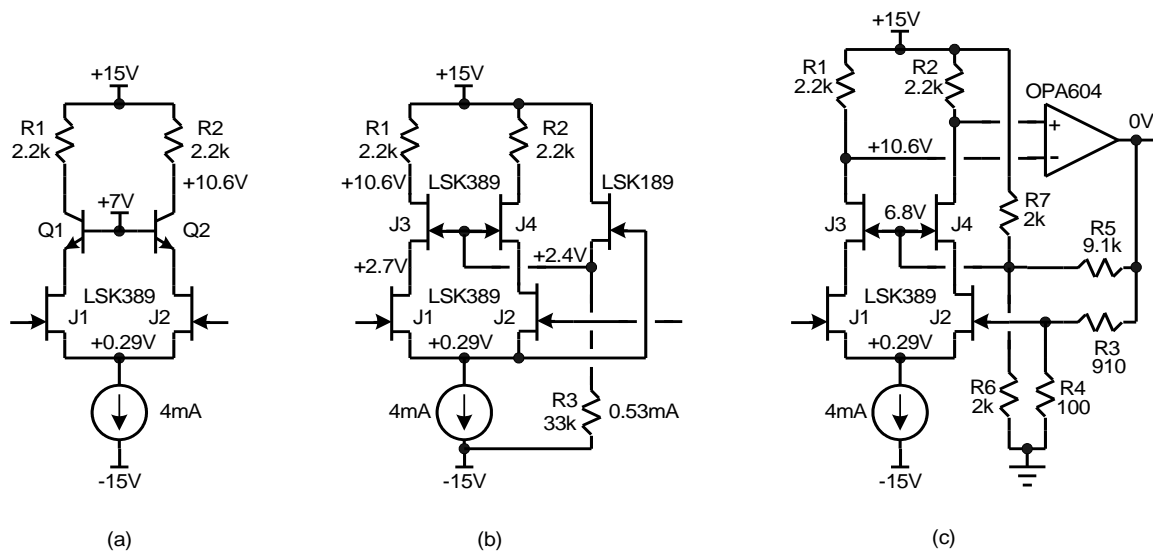 +15V
R1
2.2k
R2
2.2k
+10.6V
+7V
Q1
Q2
LSK389
J1
J2
+0.29V
4mA
-15V
(a)
+15V
R1
2.2k
R2
2.2k
+10.6V
LSK389
LSK189
J3
J4
+2.7V
+2.4V
LSK389
J1
J2
+0.29V
4mA
R3
33k
0.53mA
-15V
(b)
+15V
R1
2.2k
R2
2.2k
OPA604
+
-
0V
+10.6V
R7
2k
J3
6.8V
J4
R5
9.1k
LSK389
J1
J2
+0.29V
R3
910
4mA
R6
2k
R4
100
-15V
(c)